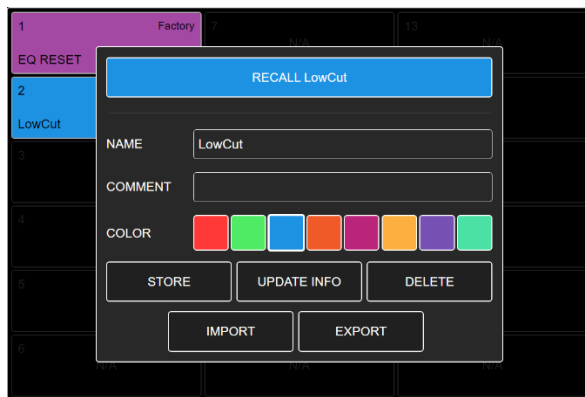 1 Factory 7 13
N/A N/A
EQ RESET
2
RECALL LowCut
LowCut
NAME LowCut
3
COMMENT
4
COLOR
5
STORE UPDATE INFO DELETE
IMPORT EXPORT
6
N/A N/A N/A